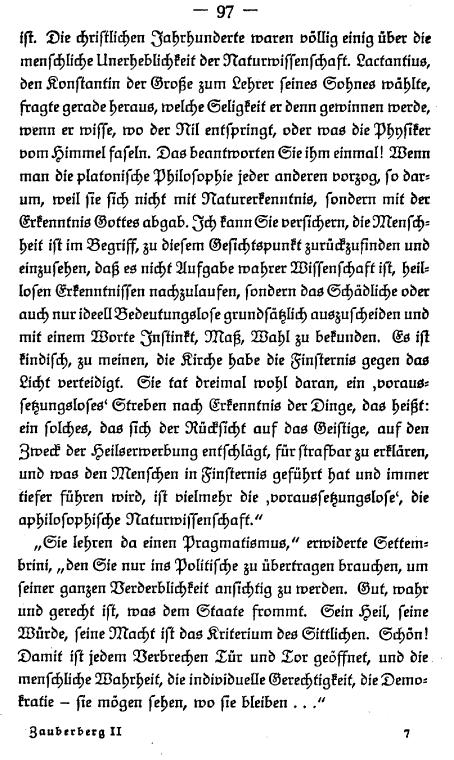 — 97 —
ist. Die christlichen Jahrhunderte waren völlig einig über die
menschliche Unerheblichkeit der Naturwissenschaft. Lactantius,
den Konstantin der Große zum Lehrer seines Sohnes wählte,
fragte gerade heraus, welche Seligkeit er denn gewinnen werde,
wenn er wisse, wo der Nil entspringt, oder was die Physiker
vom Himmel faseln. Das beantworten Sie ihm einmal! Wenn
man die platonische Philosophie jeder anderen vorzog, so dar-
um, weil sie sich nicht mit Naturerkenntnis, sondern mit der
Erkenntnis Gottes abgab. Ich kann Sie versichern, die Mensch-
heit ist im Begriff, zu diesem Gesichtspunkt zurückzufinden und
einzusehen, daß es nicht Aufgabe wahrer Wissenschaft ist, heil-
losen Erkenntnissen nachzulaufen, sondern das Schädliche oder
auch nur ideell Bedeutungslose grundsätzlich auszuscheiden und
mit einem Worte Instinkt, Maß, Wahl zu bekunden. Es ist
kindisch, zu meinen, die Kirche habe die Finsternis gegen das
Licht verteidigt. Sie tat dreimal wohl daran, ein ‚voraus-
setzungsloses‘ Streben nach Erkenntnis der Dinge, das heißt:
ein solches, das sich der Rücksicht auf das Geistige, auf den
Zweck der Heilserwerbung entschlägt, für strafbar zu erklären,
und was den Menschen in Finsternis geführt hat und immer
tiefer führen wird, ist vielmehr die ‚voraussetzungslose‘, die
aphilosophische Naturwissenschaft.“
„Sie lehren da einen Pragmatismus,“ erwiderte Settem-
brini, „den Sie nur ins Politische zu übertragen brauchen, um
seiner ganzen Verderblichkeit ansichtig zu werden. Gut, wahr
und gerecht ist, was dem Staate frommt. Sein Heil, seine
Würde, seine Macht ist das Kriterium des Sittlichen. Schön!
Damit ist jedem Verbrechen Tür und Tor geöffnet, und die
menschliche Wahrheit, die individuelle Gerechtigkeit, die Demo-
kratie – sie mögen sehen, wo sie bleiben . . .“
Zauberberg II 7